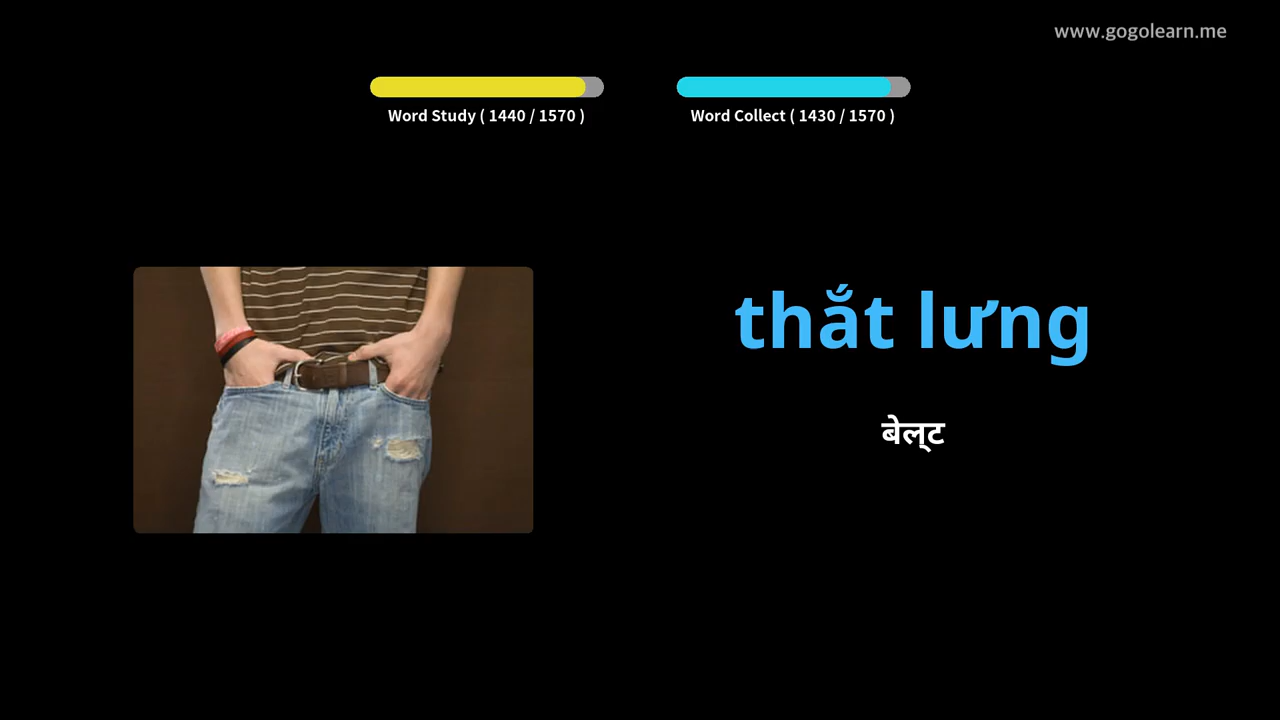 www.gogolearn.me
Word Study ( 1440 / 1570 )
Word Collect ( 1430 / 1570 )
thắt lưng
बेल्ट